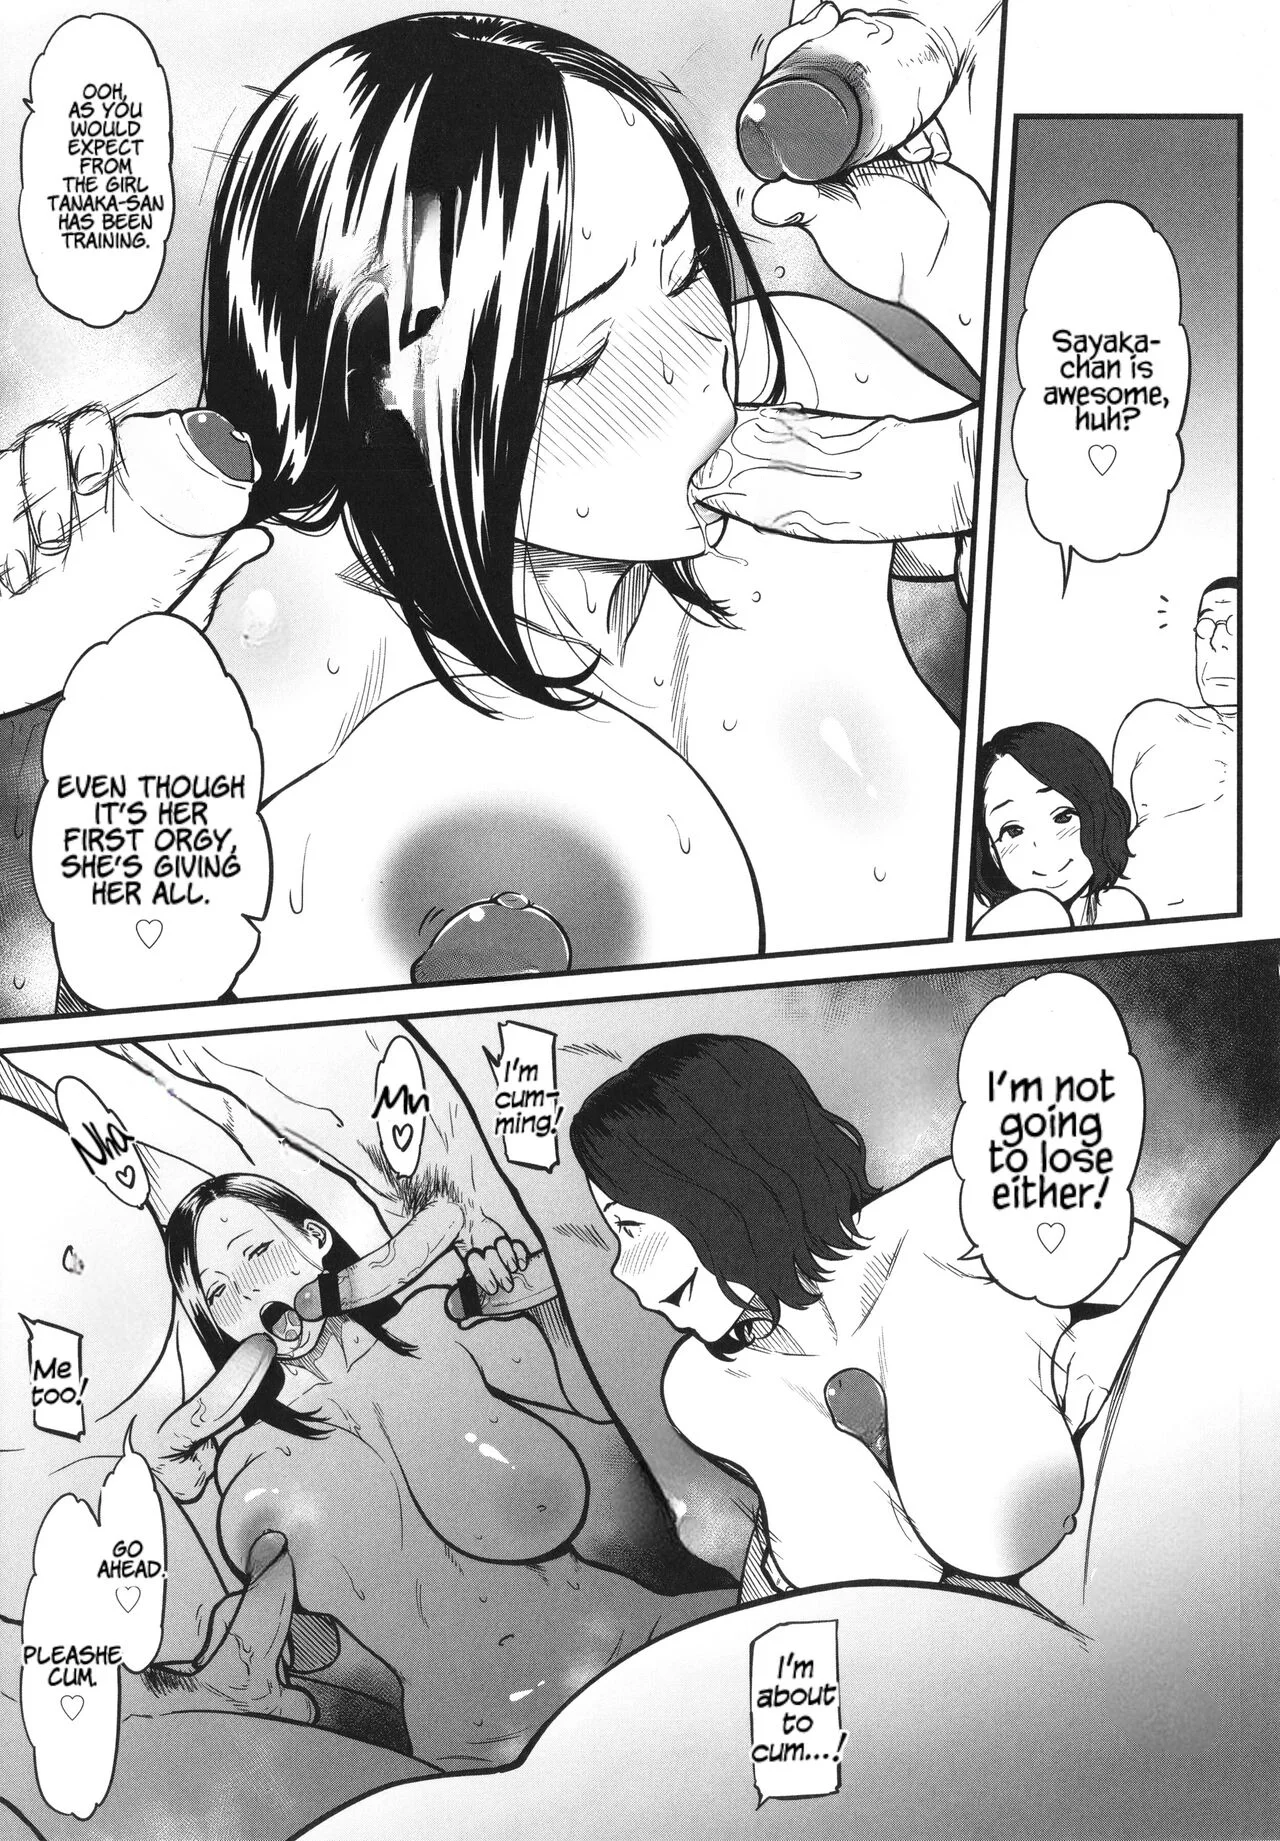 Sayaka-
chan is
awesome,
huh?
♡
OOH,
AS YOU
WOULD
EXPECT
FROM
THE GIRL
TANAKA-SAN
HAS BEEN
TRAINING.
EVEN THOUGH
IT'S HER
FIRST ORGY,
SHE'S GIVING
HER ALL.
♡
I'm not
going
to lose
either!
♡
I'm
cum-
ming!
Mn
♡
Nha
♡
Me
too!
GO
AHEAD.
♡
PLEASHE
CUM.
♡
I'm
about
to
cum...!